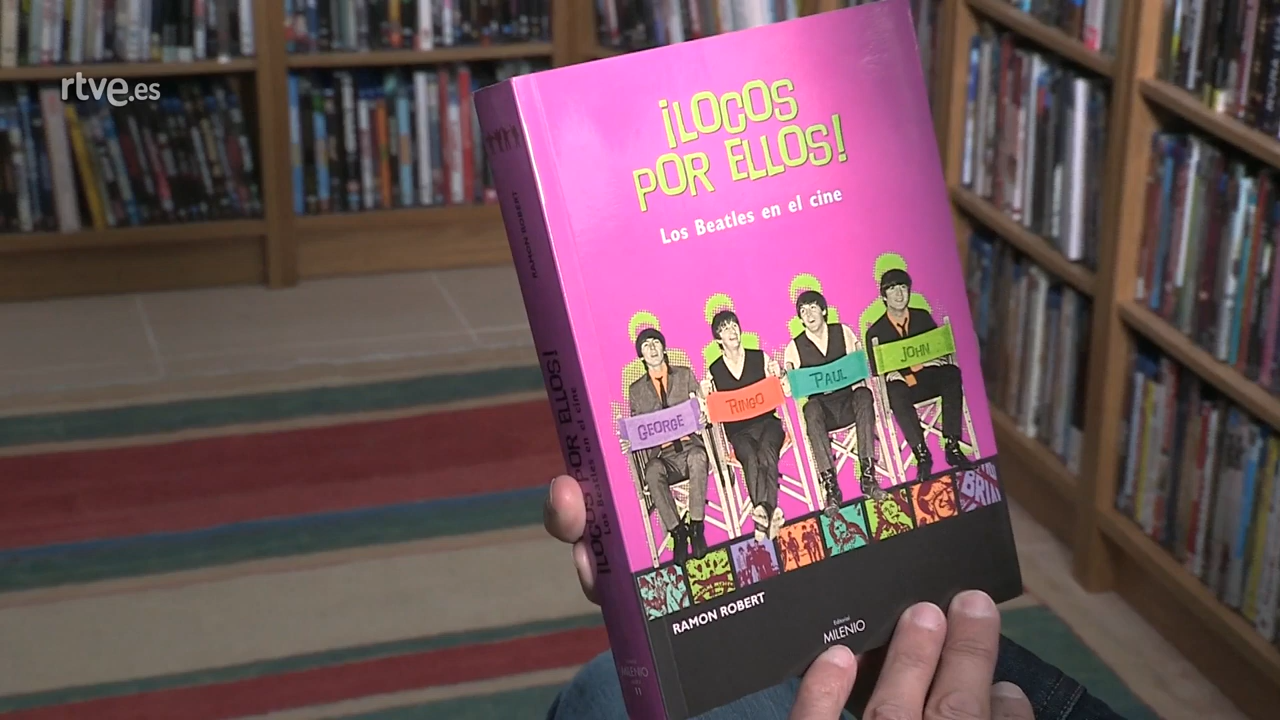 rtve.es
¡LOCOS
POR ELLOS!
Los Beatles en el cine
GEORGE
RINGO
PAUL
JOHN
RAMON ROBERT
Editorial
MILENIO
RAMON ROBERT
¡LOCOS POR ELLOS!
Los Beatles en el cine
MILENIO
11